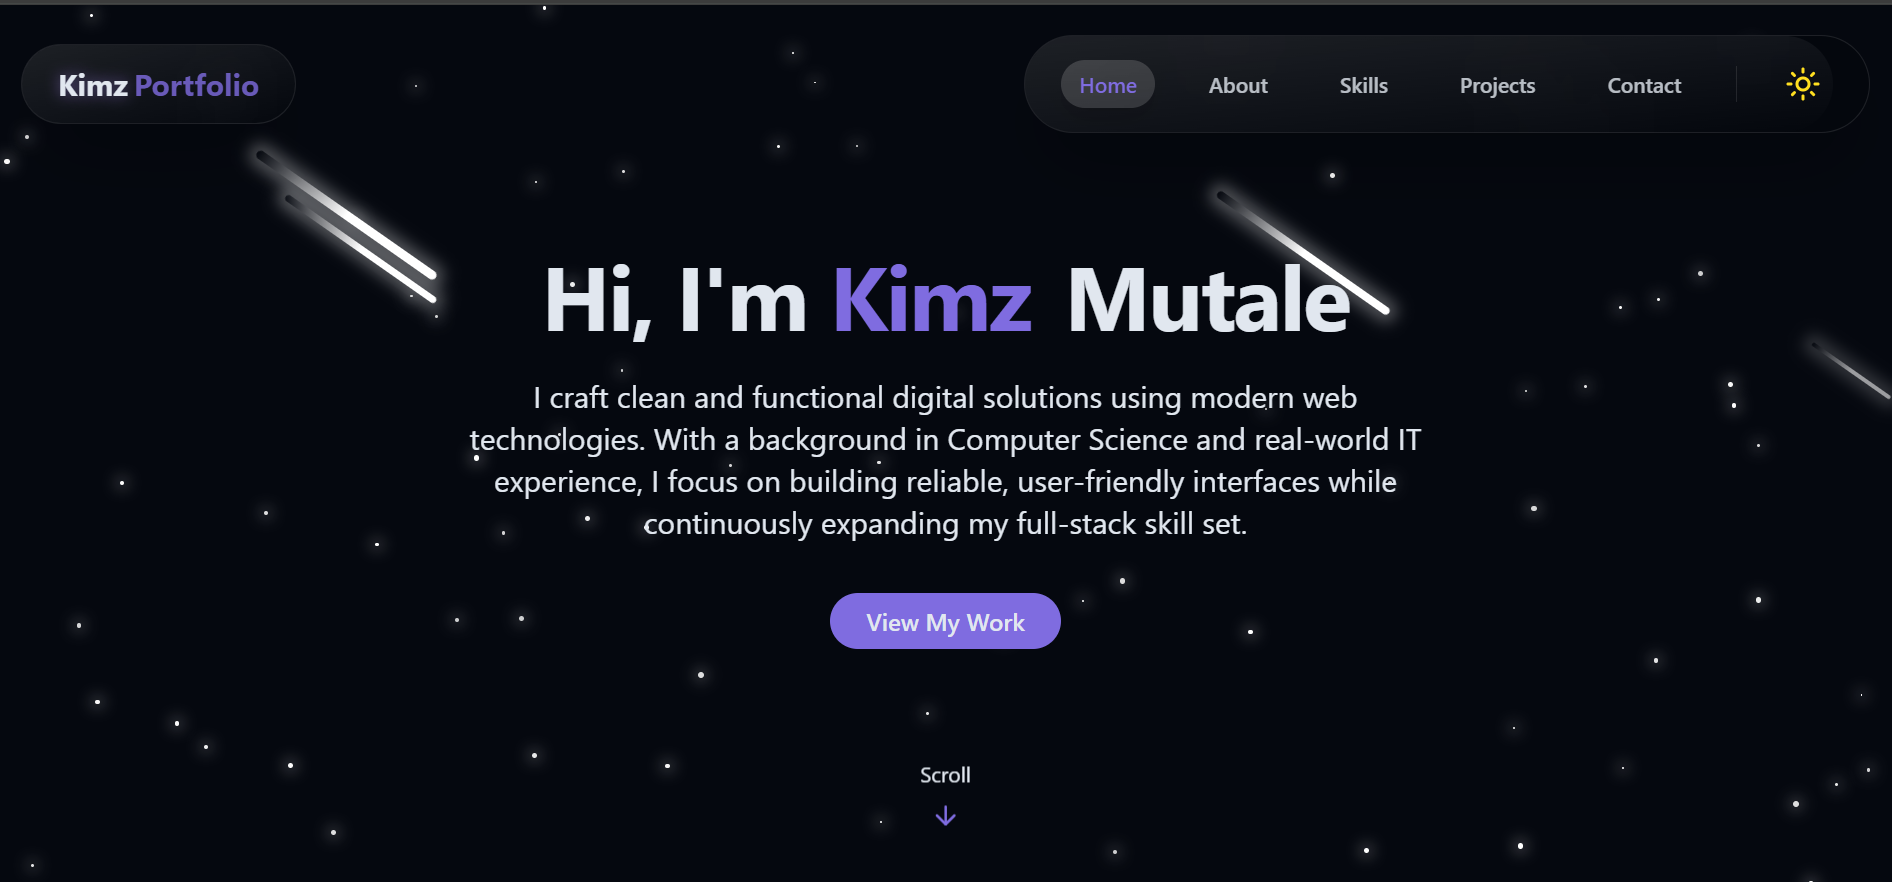 Kimz Portfolio
Home About Skills Projects Contact
Hi, I'm Kimz Mutale
I craft clean and functional digital solutions using modern web
technologies. With a background in Computer Science and real-world IT
experience, I focus on building reliable, user-friendly interfaces while
continuously expanding my full-stack skill set.
View My Work
Scroll